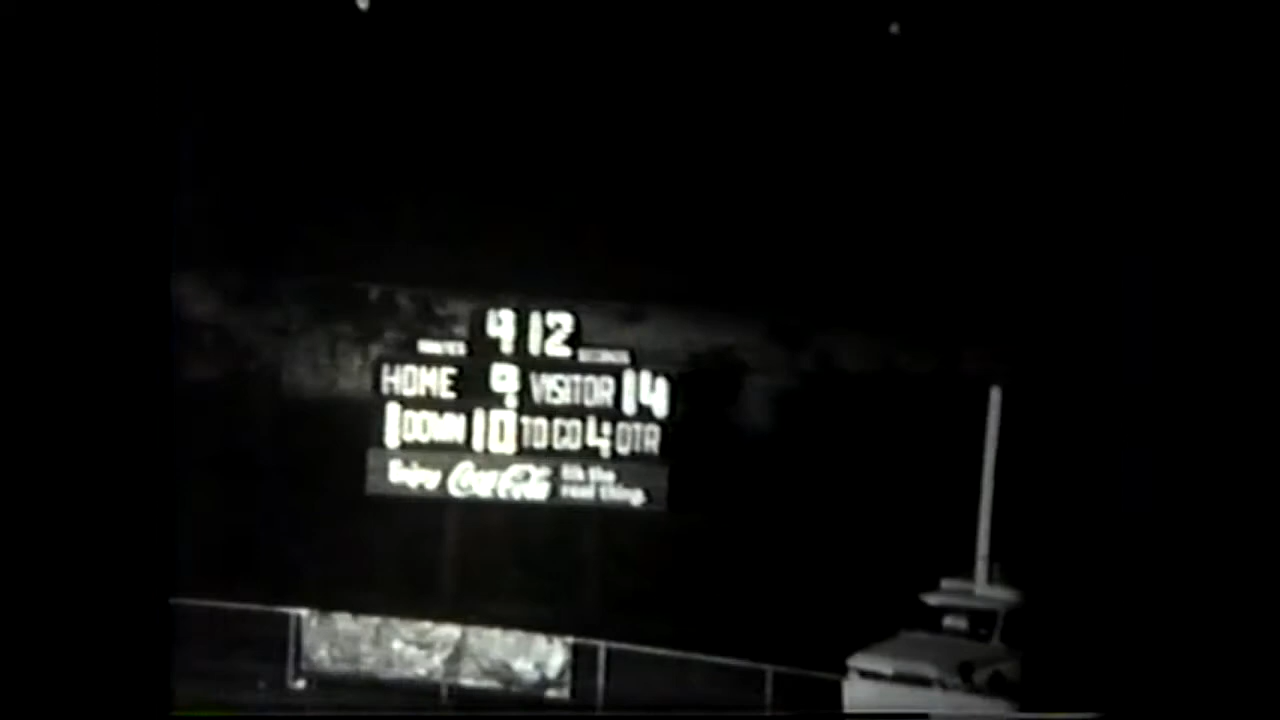 9 12
MINUTES SECONDS
HOME 9 VISITOR 14
1 DOWN 10 TO GO 4 QTR
Enjoy Coca-Cola It's the
real thing.